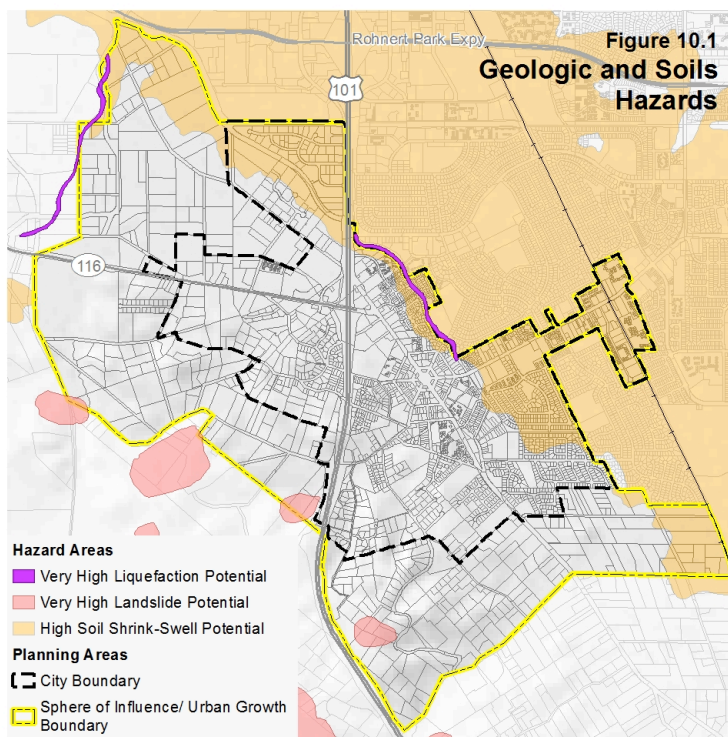 Rohnert Park Expy
Figure 10.1
Geologic and Soils
Hazards
101
116
Hazard Areas
Very High Liquefaction Potential
Very High Landslide Potential
High Soil Shrink-Swell Potential
Planning Areas
City Boundary
Sphere of Influence/ Urban Growth
Boundary